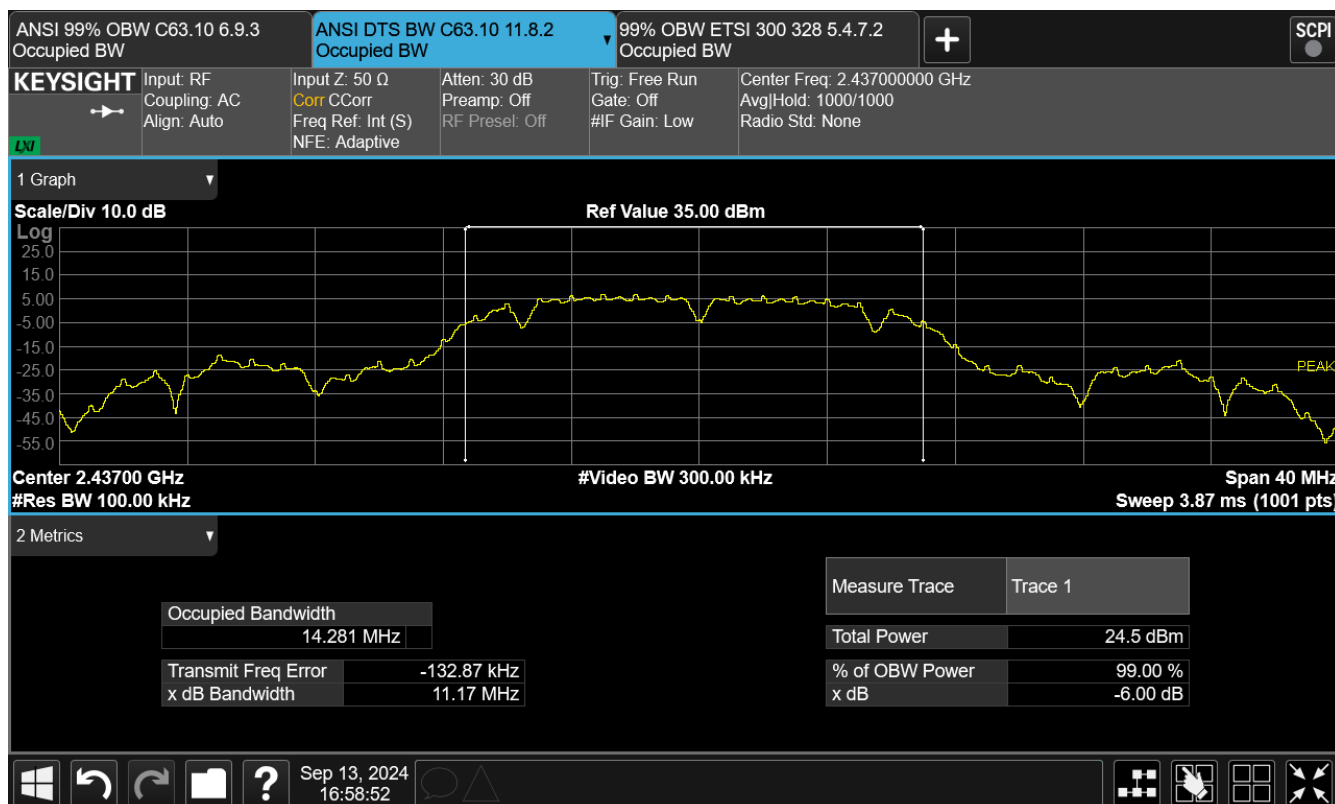 ANSI 99% OBW C63.10 6.9.3
Occupied BW
ANSI DTS BW C63.10 11.8.2
Occupied BW
99% OBW ETSI 300 328 5.4.7.2
Occupied BW
SCPI
KEYSIGHT
LXI
Input: RF
Coupling: AC
Align: Auto
Input Z: 50 Ω
Corr CCorr
Freq Ref: Int (S)
NFE: Adaptive
Atten: 30 dB
Preamp: Off
RF Presel: Off
Trig: Free Run
Gate: Off
#IF Gain: Low
Center Freq: 2.437000000 GHz
Avg|Hold: 1000/1000
Radio Std: None
1 Graph
Scale/Div 10.0 dB
Ref Value 35.00 dBm
Log
25.0
15.0
5.00
-5.00
-15.0
-25.0
-35.0
-45.0
-55.0
PEAK
Center 2.43700 GHz
#Video BW 300.00 kHz
Span 40 MHz
#Res BW 100.00 kHz
Sweep 3.87 ms (1001 pts)
2 Metrics
Measure Trace Trace 1
Occupied Bandwidth
14.281 MHz
Total Power 24.5 dBm
Transmit Freq Error -132.87 kHz
% of OBW Power 99.00 %
x dB Bandwidth 11.17 MHz
x dB -6.00 dB
?
Sep 13, 2024
16:58:52